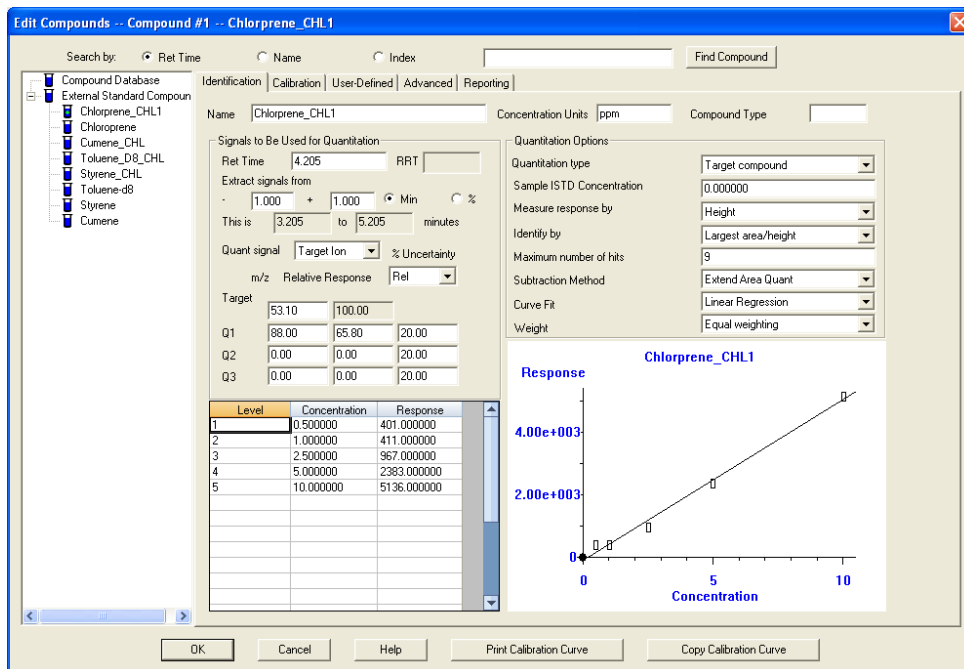 Edit Compounds -- Compound #1 -- Chlorprene_CHL1
Search by: Ret Time Name Index Find Compound
Compound Database
External Standard Compoun
Chlorprene_CHL1
Chloroprene
Cumene_CHL
Toluene_D8_CHL
Styrene_CHL
Toluene-d8
Styrene
Cumene
Identification Calibration User-Defined Advanced Reporting
Name Chlorprene_CHL1 Concentration Units ppm Compound Type
Signals to Be Used for Quantitation
Ret Time 4.205 RRT
Extract signals from
- 1.000 + 1.000 Min %
This is 3.205 to 5.205 minutes
Quant signal Target Ion % Uncertainty
m/z Relative Response Rel
Target
53.10 100.00
Q1 88.00 65.80 20.00
Q2 0.00 0.00 20.00
Q3 0.00 0.00 20.00
Quantitation Options
Quantitation type Target compound
Sample ISTD Concentration 0.000000
Measure response by Height
Identify by Largest area/height
Maximum number of hits 9
Subtraction Method Extend Area Quant
Curve Fit Linear Regression
Weight Equal weighting
Level Concentration Response
1 0.500000 401.000000
2 1.000000 411.000000
3 2.500000 967.000000
4 5.000000 2383.000000
5 10.000000 5136.000000
Chlorprene_CHL1
Response
4.00e+003
2.00e+003
0
0 5 10
Concentration
OK Cancel Help Print Calibration Curve Copy Calibration Curve